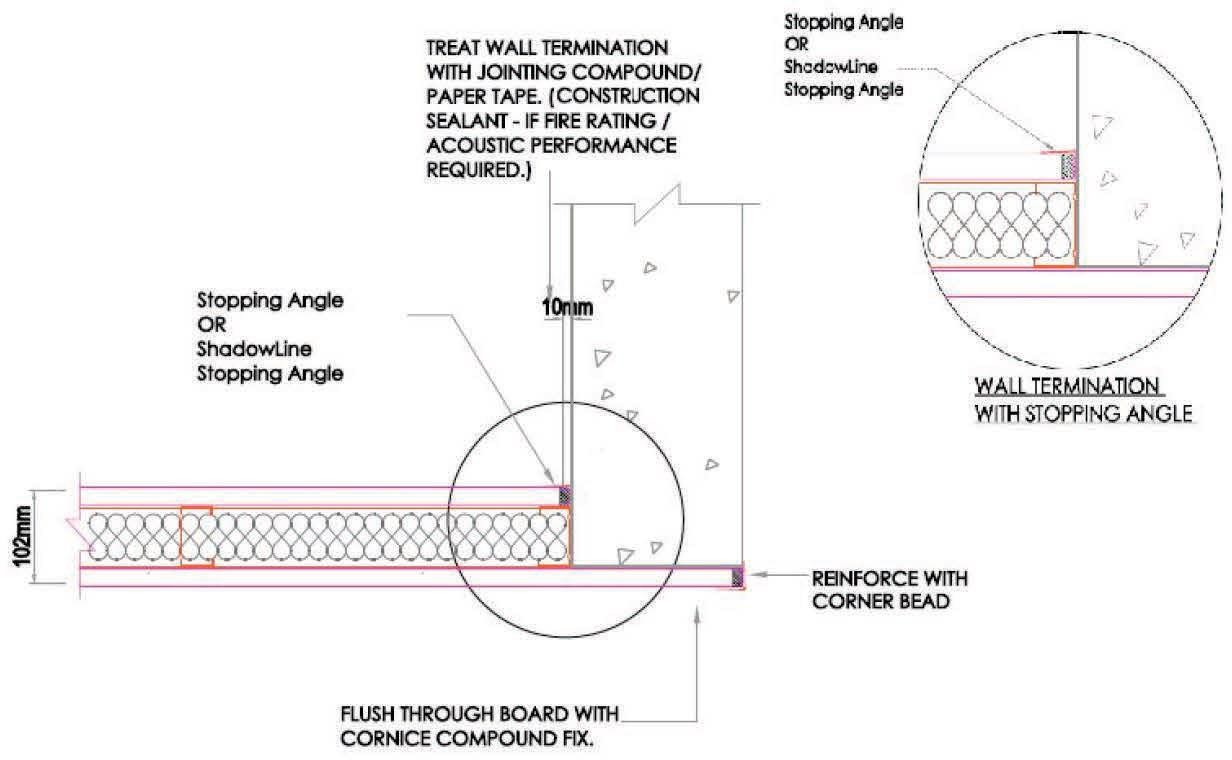 TREAT WALL TERMINATION
WITH JOINTING COMPOUND/
PAPER TAPE. (CONSTRUCTION
SEALANT - IF FIRE RATING /
ACOUSTIC PERFORMANCE
REQUIRED.)
Stopping Angle
OR
ShadowLine
Stopping Angle
Stopping Angle
OR
ShadowLine
Stopping Angle
10mm
WALL TERMINATION
WITH STOPPING ANGLE
102mm
REINFORCE WITH
CORNER BEAD
FLUSH THROUGH BOARD WITH
CORNICE COMPOUND FIX.